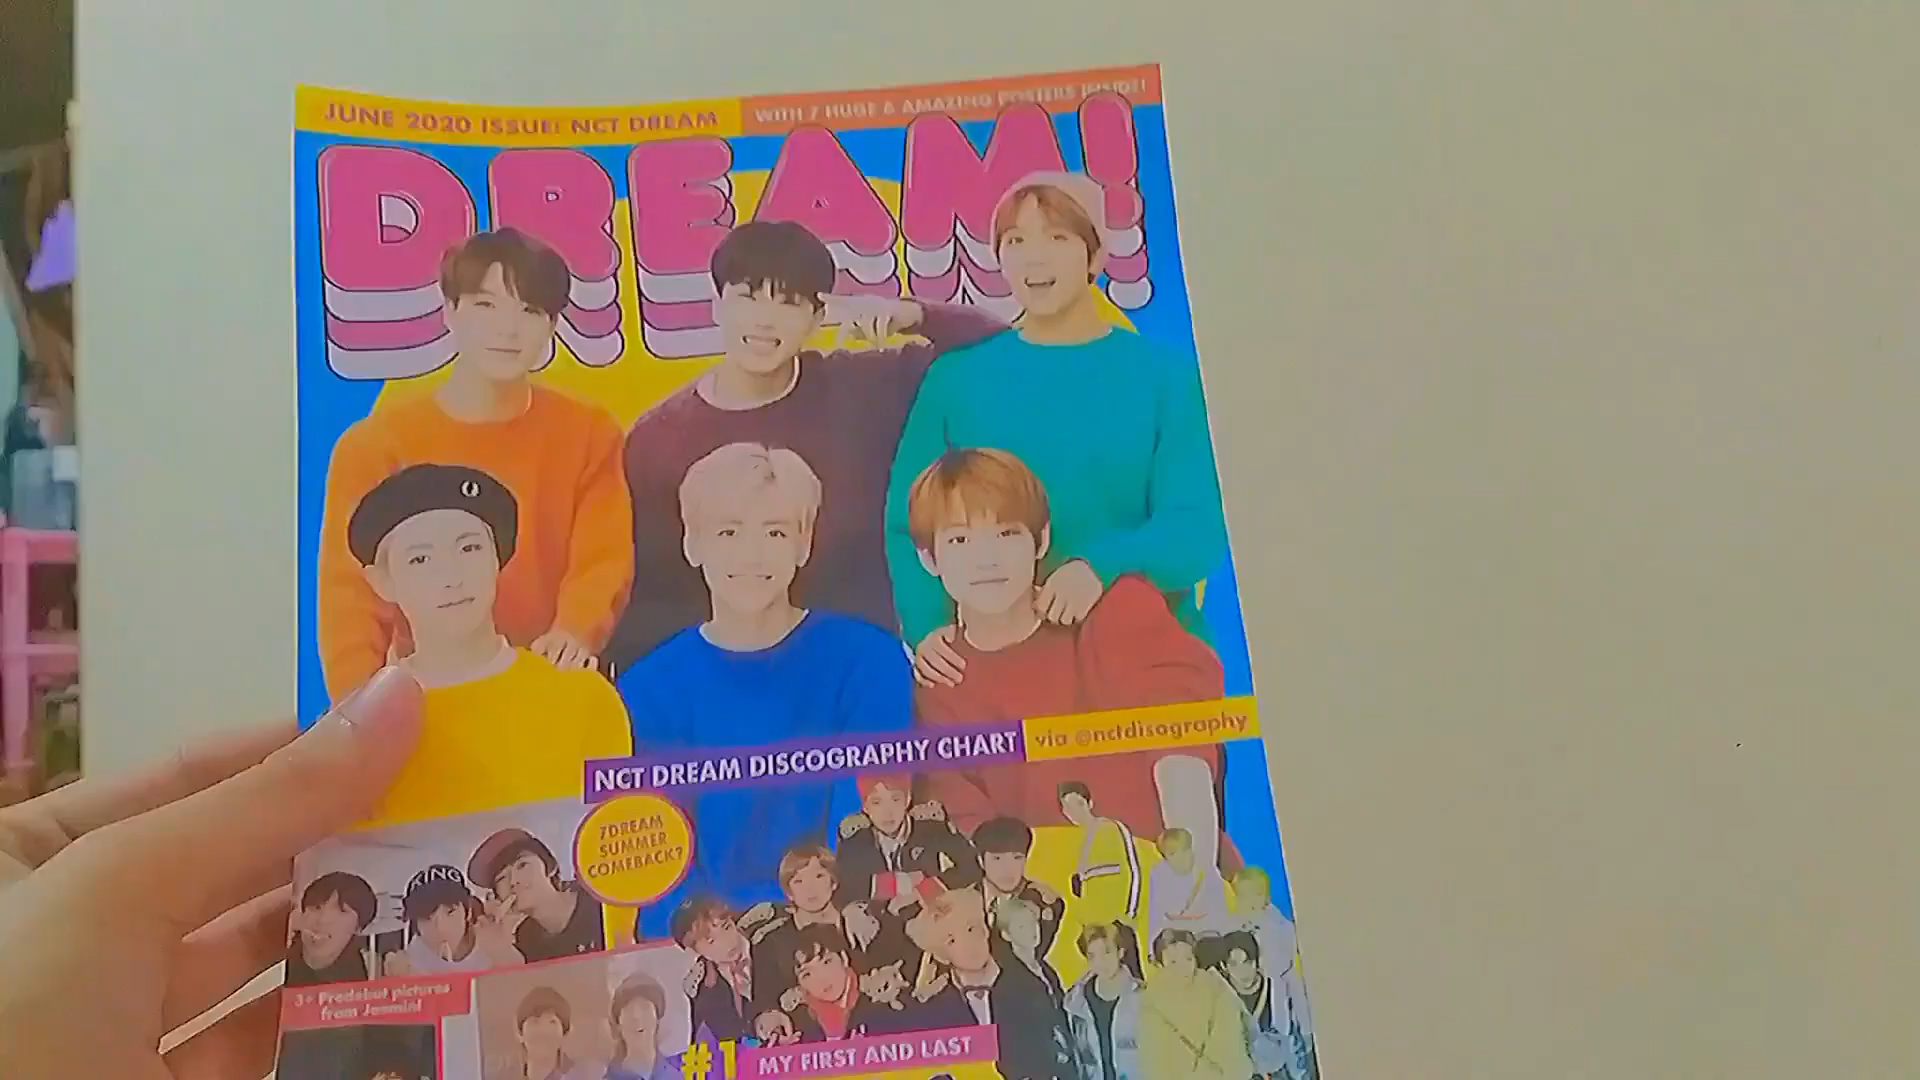 JUNE 2020 ISSUE: NCT DREAM
WITH 7 HUGE & AMAZING POSTERS INSIDE!
DREAM!
NCT DREAM DISCOGRAPHY CHART
via @nctdisography
7DREAM
SUMMER
COMEBACK?
KING
3+ Predebut pictures
from Jaemini
#1
MY FIRST AND LAST